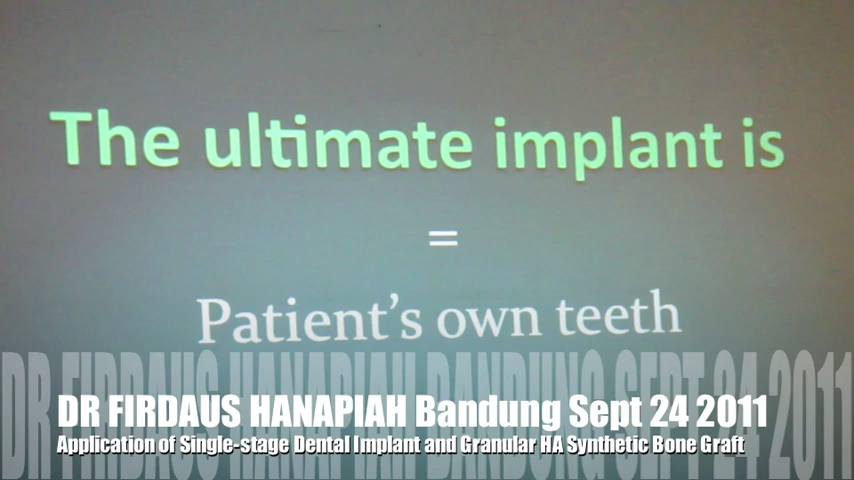 The ultimate implant is
=
Patient's own teeth
DR FIRDAUS HANAPIAH BANDUNG SEPT 24 2011
DR FIRDAUS HANAPIAH Bandung Sept 24 2011
Application of Single-stage Dental Implant and Granular HA Synthetic Bone Graft